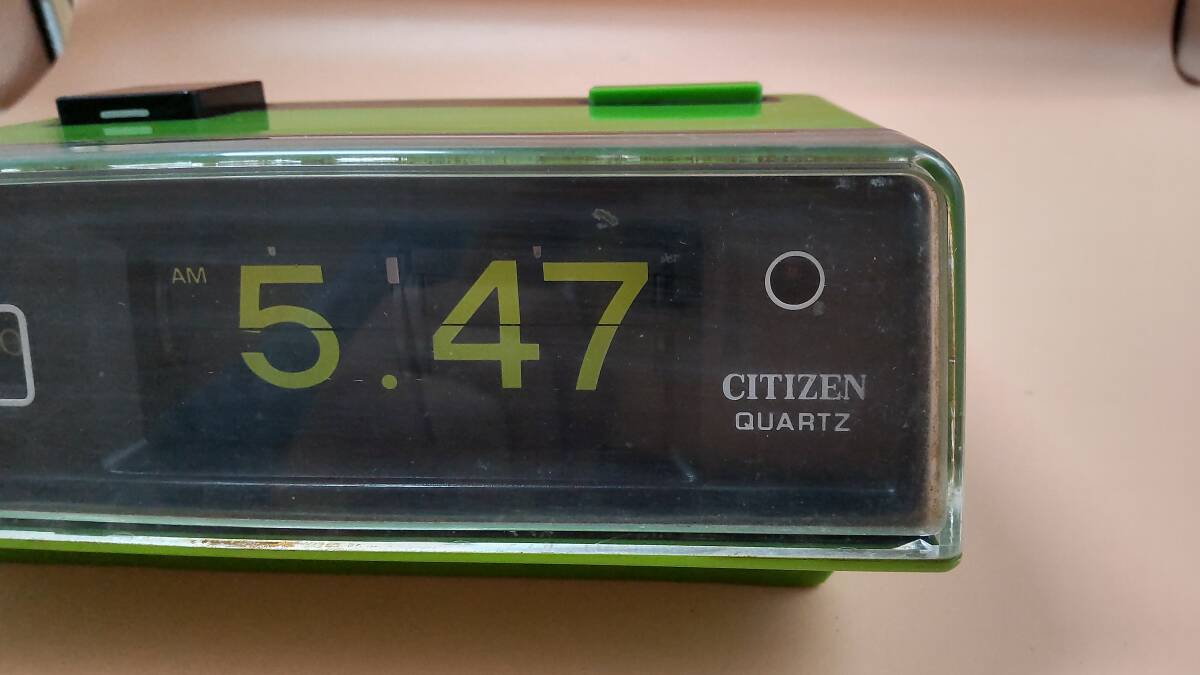 AM 5.47
CITIZEN
QUARTZ